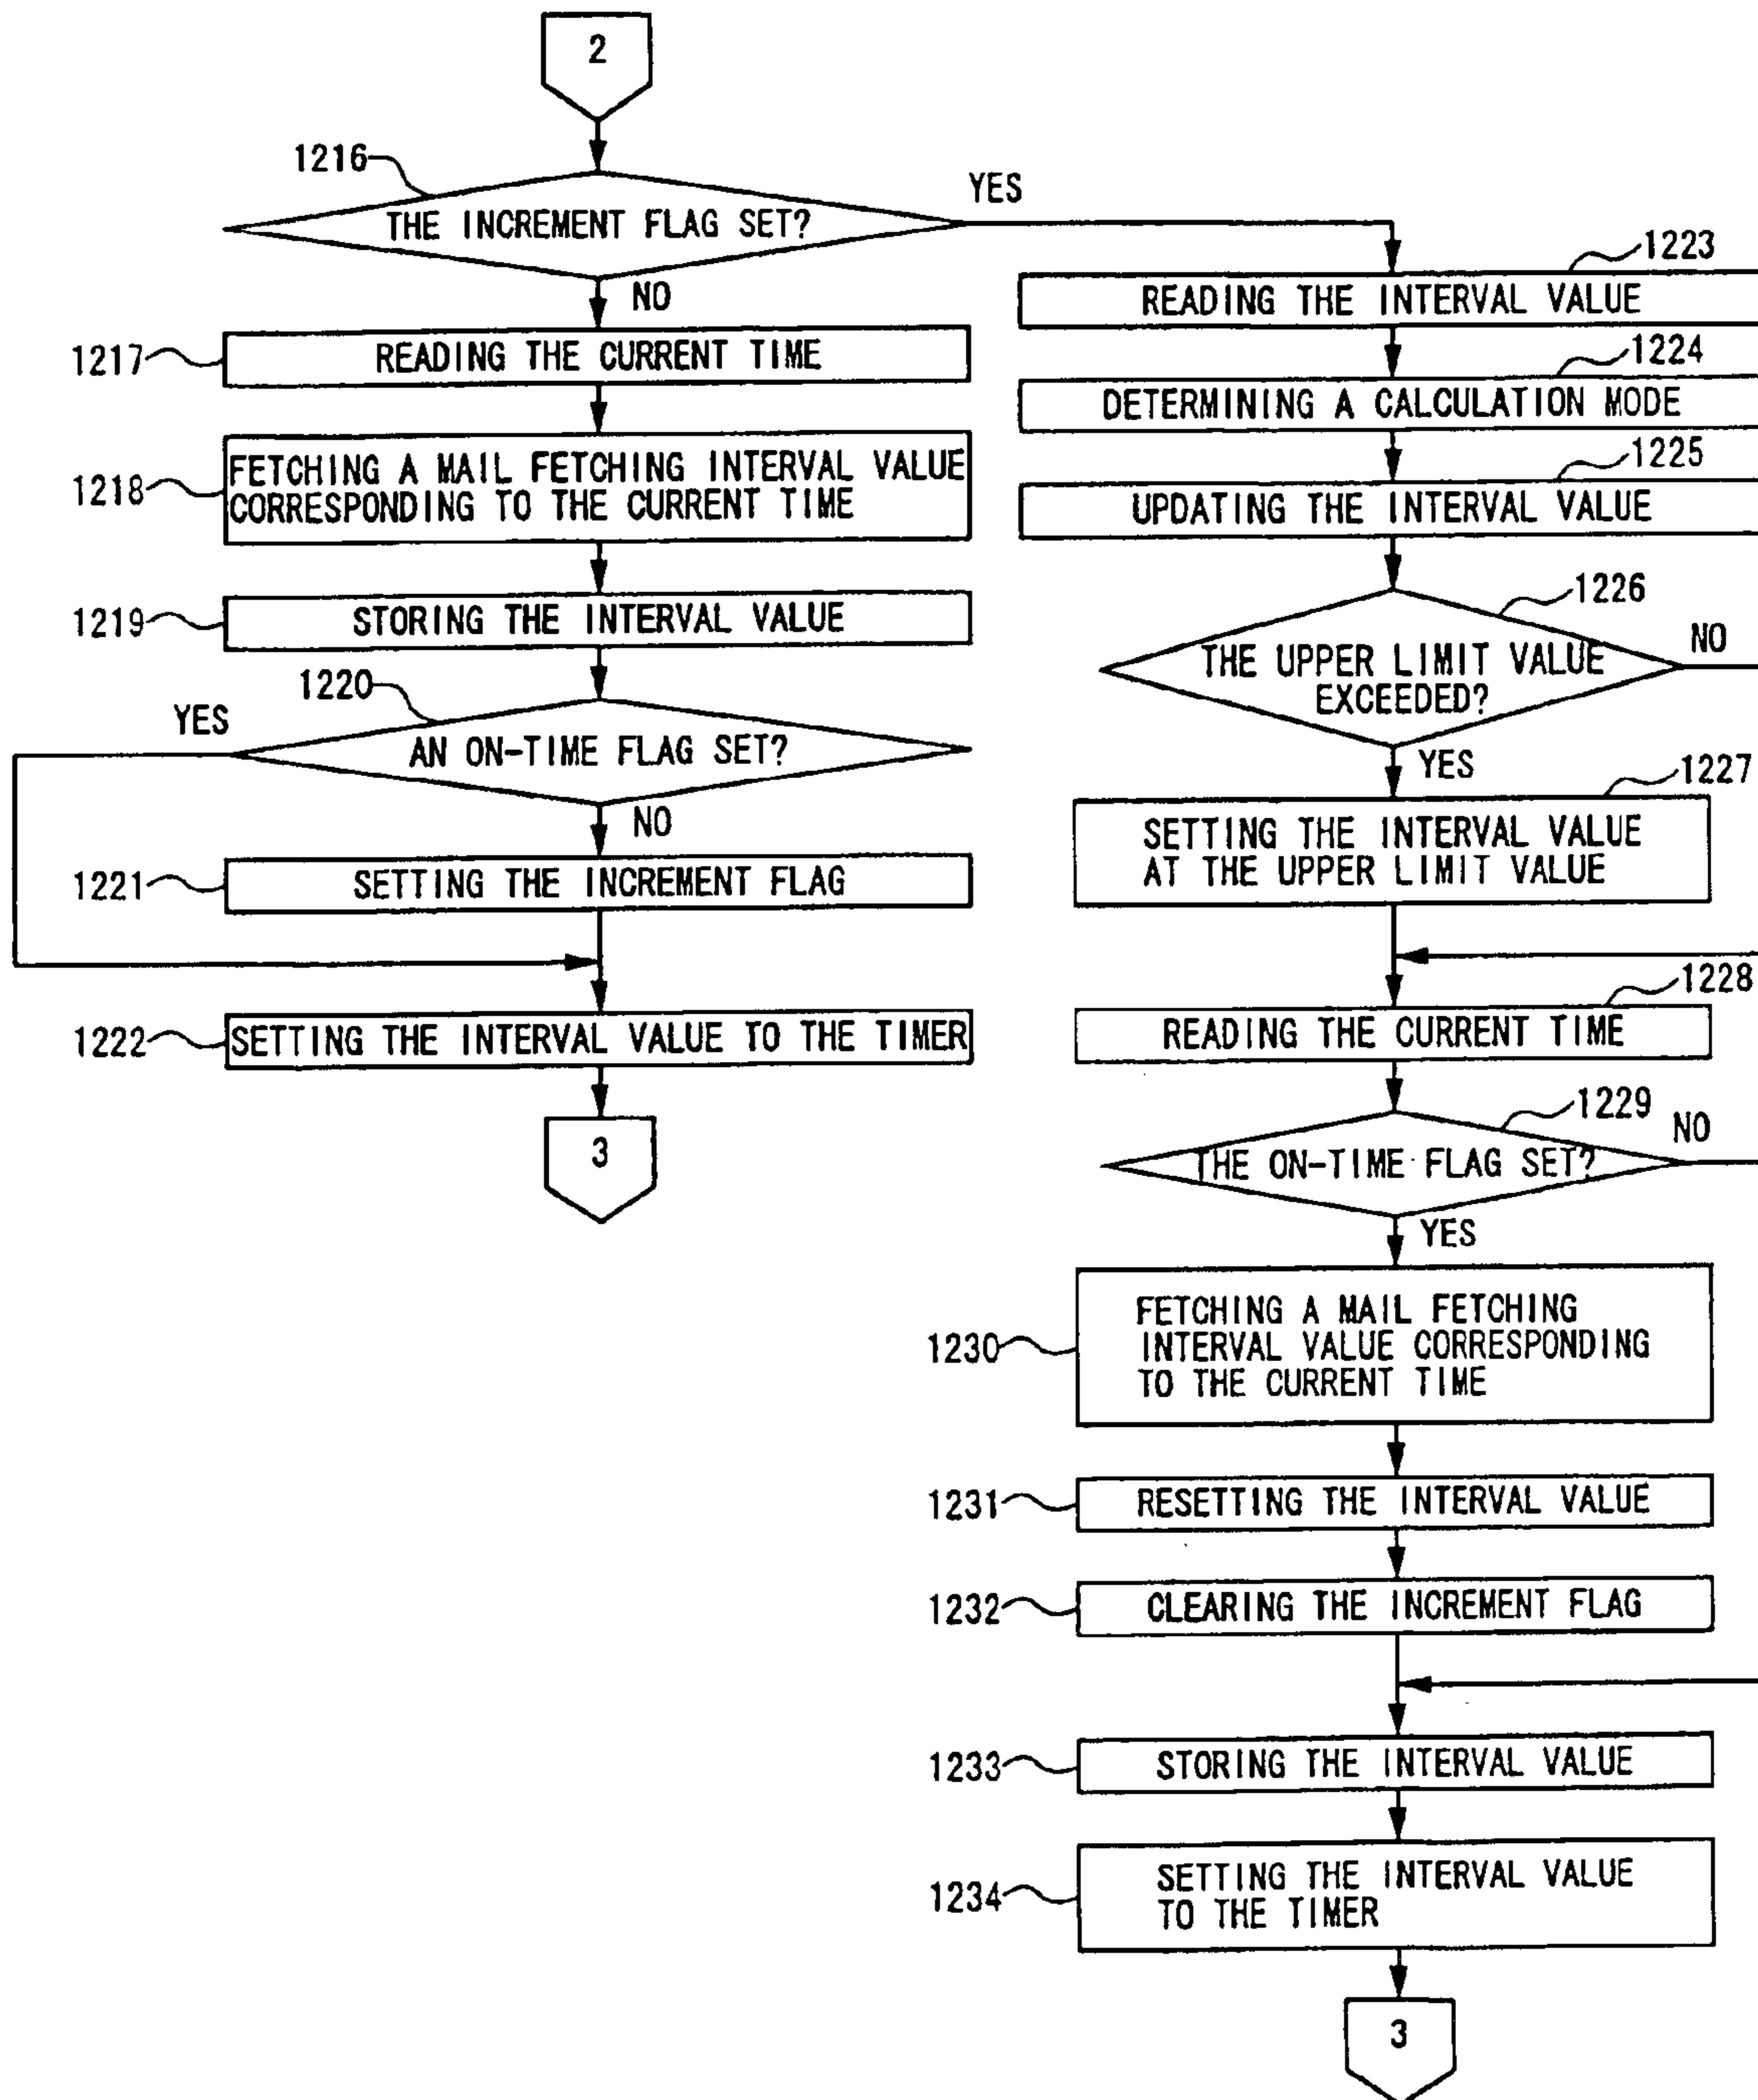 2
1216
THE INCREMENT FLAG SET?
YES
NO
1217
READING THE CURRENT TIME
1218
FETCHING A MAIL FETCHING INTERVAL VALUE
CORRESPONDING TO THE CURRENT TIME
1219
STORING THE INTERVAL VALUE
1220
YES
AN ON-TIME FLAG SET?
NO
1221
SETTING THE INCREMENT FLAG
1222
SETTING THE INTERVAL VALUE TO THE TIMER
3
1223
READING THE INTERVAL VALUE
1224
DETERMINING A CALCULATION MODE
1225
UPDATING THE INTERVAL VALUE
1226
THE UPPER LIMIT VALUE
EXCEEDED?
NO
YES
1227
SETTING THE INTERVAL VALUE
AT THE UPPER LIMIT VALUE
1228
READING THE CURRENT TIME
1229
THE ON-TIME FLAG SET?
NO
YES
1230
FETCHING A MAIL FETCHING
INTERVAL VALUE CORRESPONDING
TO THE CURRENT TIME
1231
RESETTING THE INTERVAL VALUE
1232
CLEARING THE INCREMENT FLAG
1233
STORING THE INTERVAL VALUE
1234
SETTING THE INTERVAL VALUE
TO THE TIMER
3